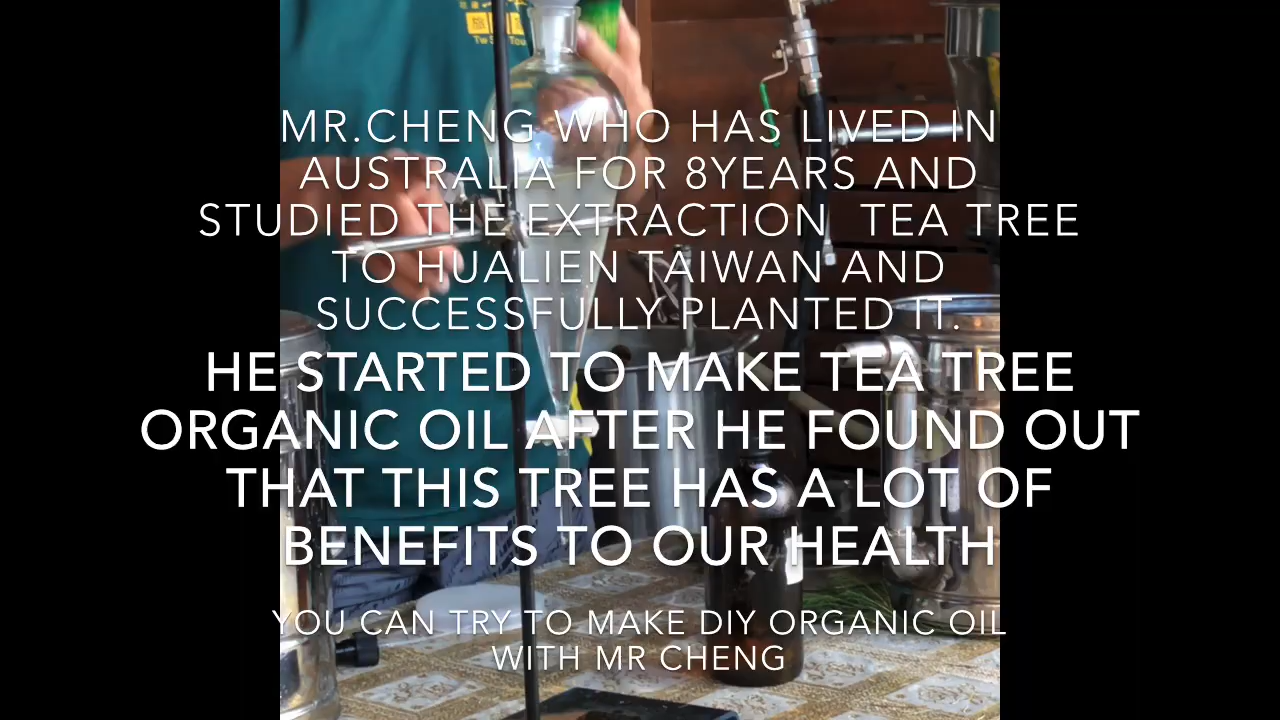 MR.CHENG WHO HAS LIVED IN
AUSTRALIA FOR 8YEARS AND
STUDIED THE EXTRACTION TEA TREE
TO HUALIEN TAIWAN AND
SUCCESSFULLY PLANTED IT.
HE STARTED TO MAKE TEA TREE
ORGANIC OIL AFTER HE FOUND OUT
THAT THIS TREE HAS A LOT OF
BENEFITS TO OUR HEALTH
YOU CAN TRY TO MAKE DIY ORGANIC OIL
WITH MR CHENG